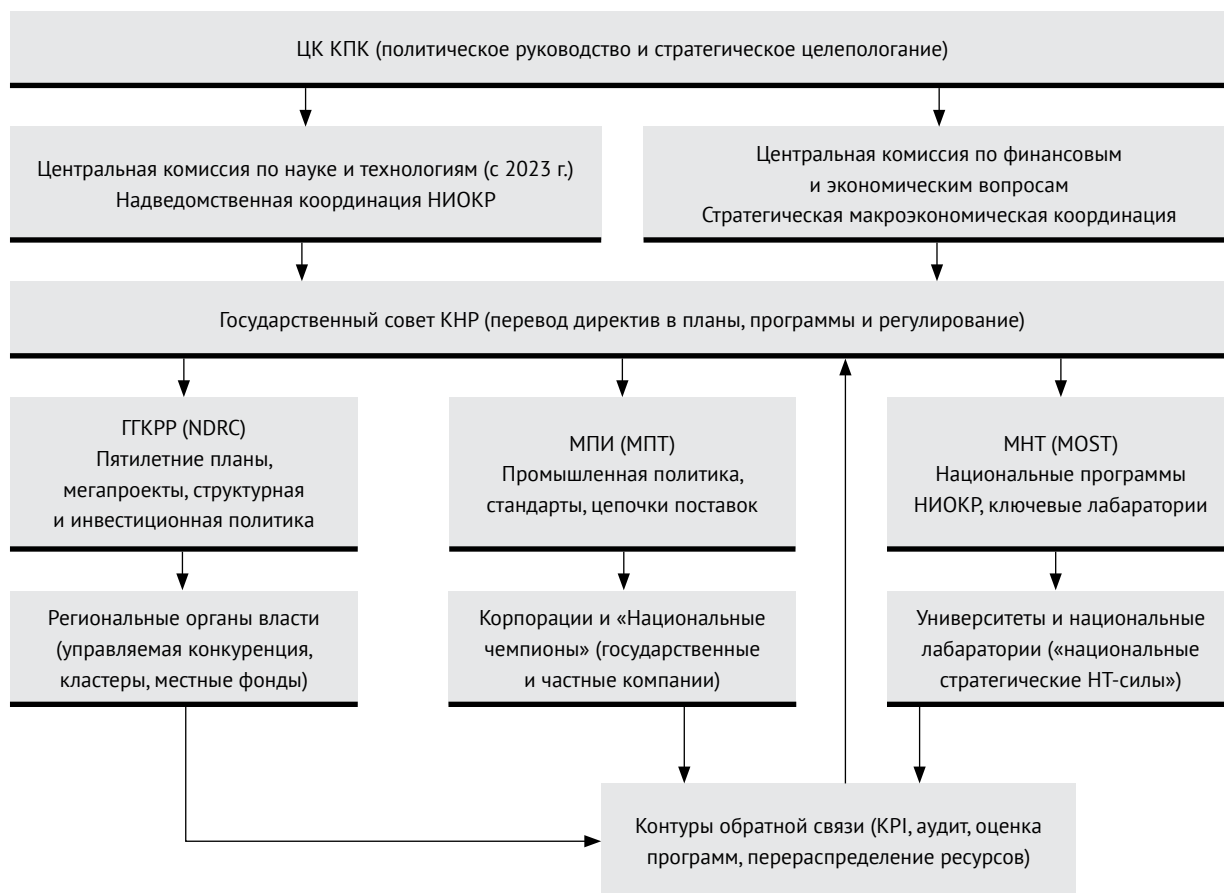 ЦК КПК (политическое руководство и стратегическое целепологание)
Центральная комиссия по науке и технологиям (с 2023 г.)
Надведомственная координация НИОКР
Центральная комиссия по финансовым
и экономическим вопросам
Стратегическая макроэкономическая координация
Государственный совет КНР (перевод директив в планы, программы и регулирование)
ГГКРР (NDRC)
Пятилетние планы,
мегапроекты, структурная
и инвестиционная политика
МПИ (МПТ)
Промышленная политика,
стандарты, цепочки поставок
МНТ (MOST)
Национальные программы
НИОКР, ключевые лабаратории
Региональные органы власти
(управляемая конкуренция,
кластеры, местные фонды)
Корпорации и «Национальные
чемпионы» (государственные
и частные компании)
Университеты и национальные
лабаратории («национальные
стратегические НТ-силы»)
Контуры обратной связи (KPI, аудит, оценка
программ, перераспределение ресурсов)